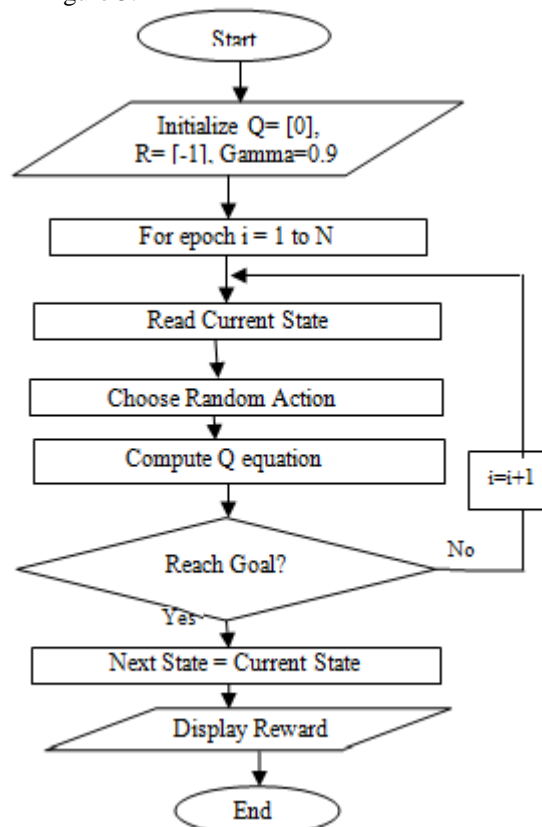 Start
Initialize Q= [0],
R= [-1], Gamma=0.9
For epoch i = 1 to N
Read Current State
Choose Random Action
Compute Q equation
i=i+1
Reach Goal?
No
Yes
Next State = Current State
Display Reward
End